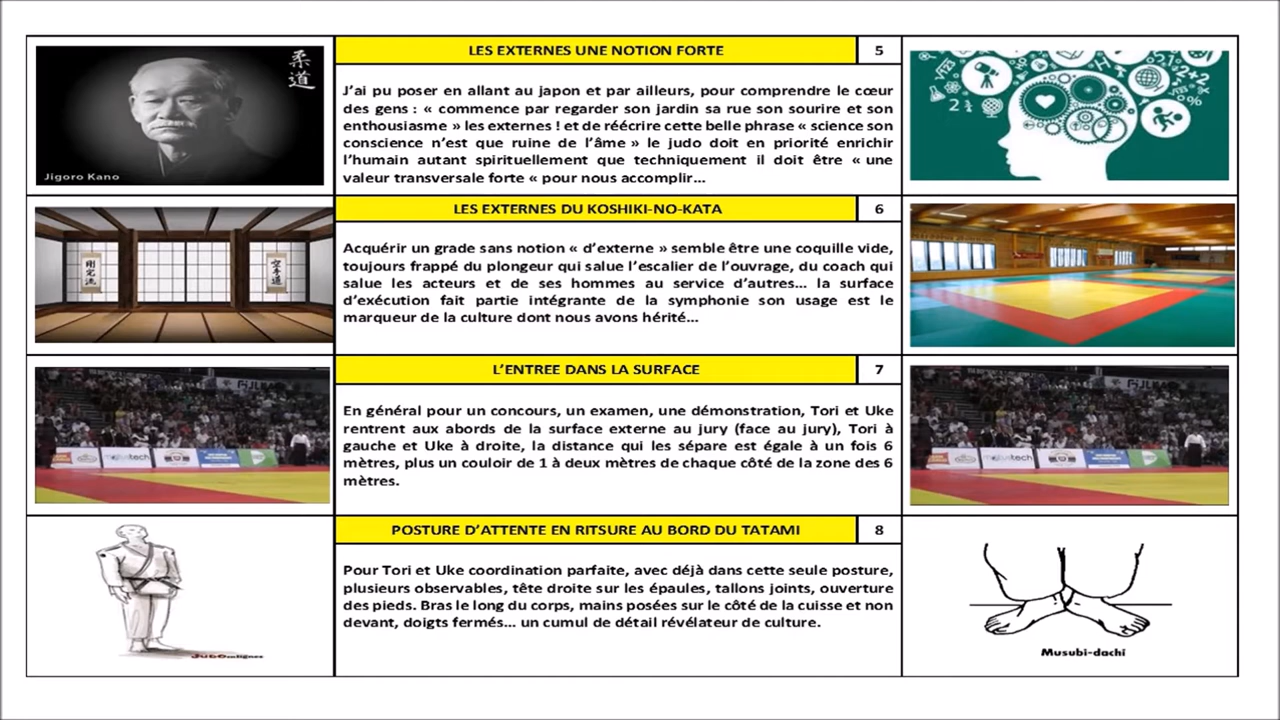 LES EXTERNES UNE NOTION FORTE
5
柔道
Jigoro Kano
J'ai pu poser en allant au japon et par ailleurs, pour comprendre le cœur
des gens : « commence par regarder son jardin sa rue son sourire et son
enthousiasme » les externes ! et de réécrire cette belle phrase « science son
conscience n'est que ruine de l'âme » le judo doit en priorité enrichir
l'humain autant spirituellement que techniquement il doit être « une
valeur transversale forte « pour nous accomplir...
LES EXTERNES DU KOSHIKI-NO-KATA
6
Acquérir un grade sans notion « d'externe » semble être une coquille vide,
toujours frappé du plongeur qui salue l'escalier de l'ouvrage, du coach qui
salue les acteurs et de ses hommes au service d'autres... la surface
d'exécution fait partie intégrante de la symphonie son usage est le
marqueur de la culture dont nous avons hérité...
L'ENTREE DANS LA SURFACE
7
En général pour un concours, un examen, une démonstration, Tori et Uke
rentrent aux abords de la surface externe au jury (face au jury), Tori à
gauche et Uke à droite, la distance qui les sépare est égale à un fois 6
mètres, plus un couloir de 1 à deux mètres de chaque côté de la zone des 6
mètres.
POSTURE D'ATTENTE EN RITSURE AU BORD DU TATAMI
8
Pour Tori et Uke coordination parfaite, avec déjà dans cette seule posture,
plusieurs observables, tête droite sur les épaules, tallons joints, ouverture
des pieds. Bras le long du corps, mains posées sur le côté de la cuisse et non
devant, doigts fermés... un cumul de détail révélateur de culture.
Musubi-dachi